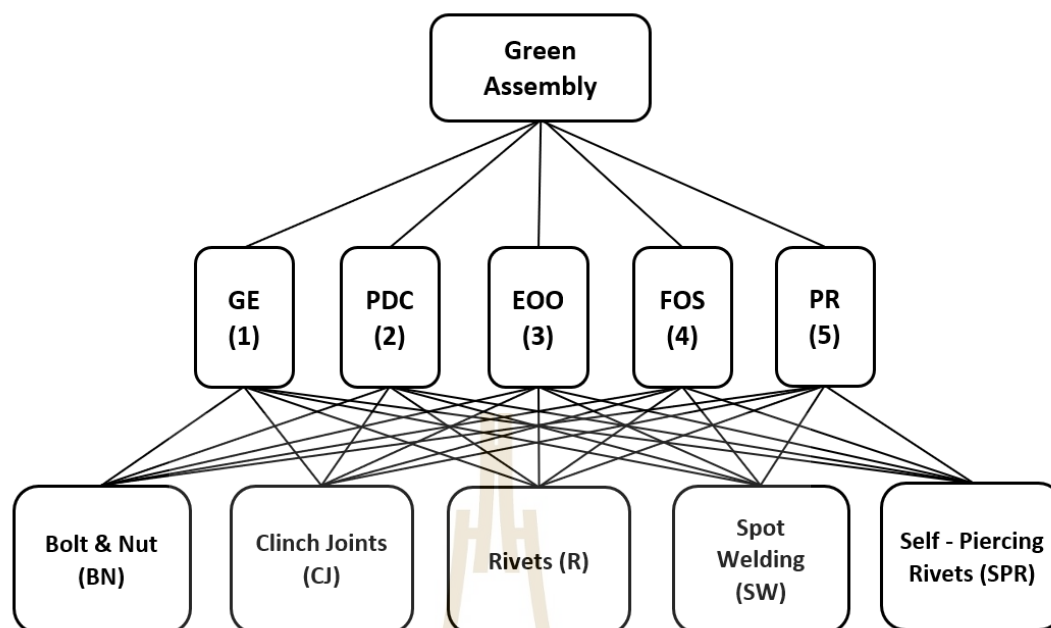 Green
Assembly
GE
(1)
PDC
(2)
EOO
(3)
FOS
(4)
PR
(5)
Bolt & Nut
(BN)
Clinch Joints
(CJ)
Rivets (R)
Spot
Welding
(SW)
Self - Piercing
Rivets (SPR)